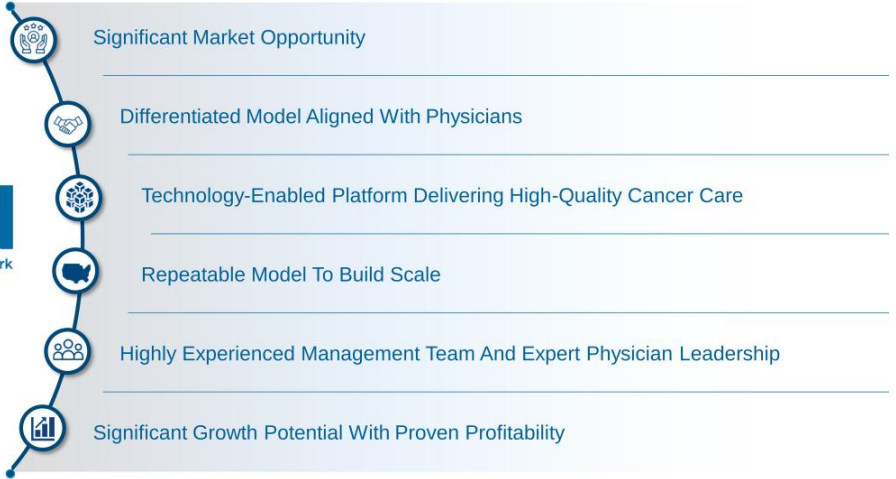 Significant Market Opportunity
Differentiated Model Aligned With Physicians
Technology-Enabled Platform Delivering High-Quality Cancer Care
rk
Repeatable Model To Build Scale
Highly Experienced Management Team And Expert Physician Leadership
Significant Growth Potential With Proven Profitability